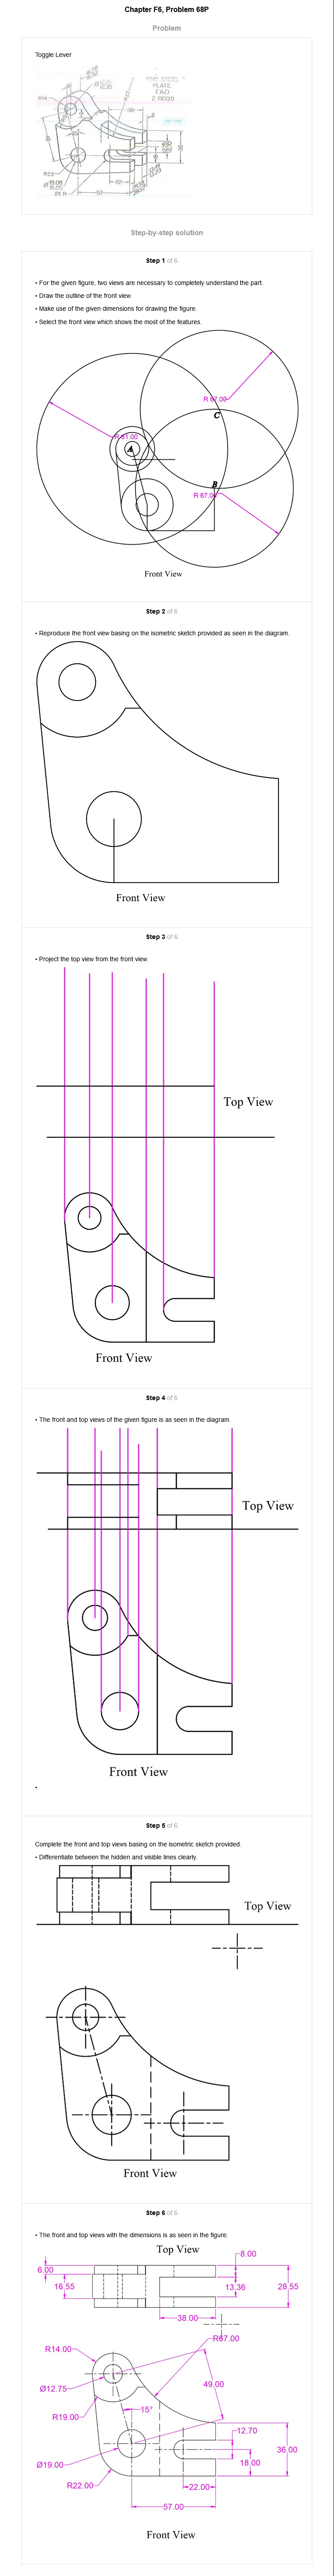 Chapter F6, Problem 68P
Problem
Toggle Lever
PLATE
FAO
2 REQD
38
R22
22
57
Step-by-step solution
Step 1 of 6
• For the given figure, two views are necessary to completely understand the part.
• Draw the outline of the front view.
• Make use of the given dimensions for drawing the figure.
• Select the front view which shows the most of the features.
R 67.00
C
R 81.00
A
B
R 67.00
Front View
Step 2 of 6
• Reproduce the front view basing on the isometric sketch provided as seen in the diagram.
Front View
Step 3 of 6
• Project the top view from the front view.
Top View
Front View
Step 4 of 6
• The front and top views of the given figure is as seen in the diagram.
Top View
Front View
•
Step 5 of 6
Complete the front and top views basing on the isometric sketch provided.
• Differentiate between the hidden and visible lines clearly.
Top View
Front View
Step 6 of 6
• The front and top views with the dimensions is as seen in the figure.
Top View
8.00
6.00
16.55
13.36
28.55
38.00
R67.00
R14.00
49.00
Ø12.75
15°
R19.00
12.70
36.00
Ø19.00
18.00
R22.00
22.00
57.00
Front View